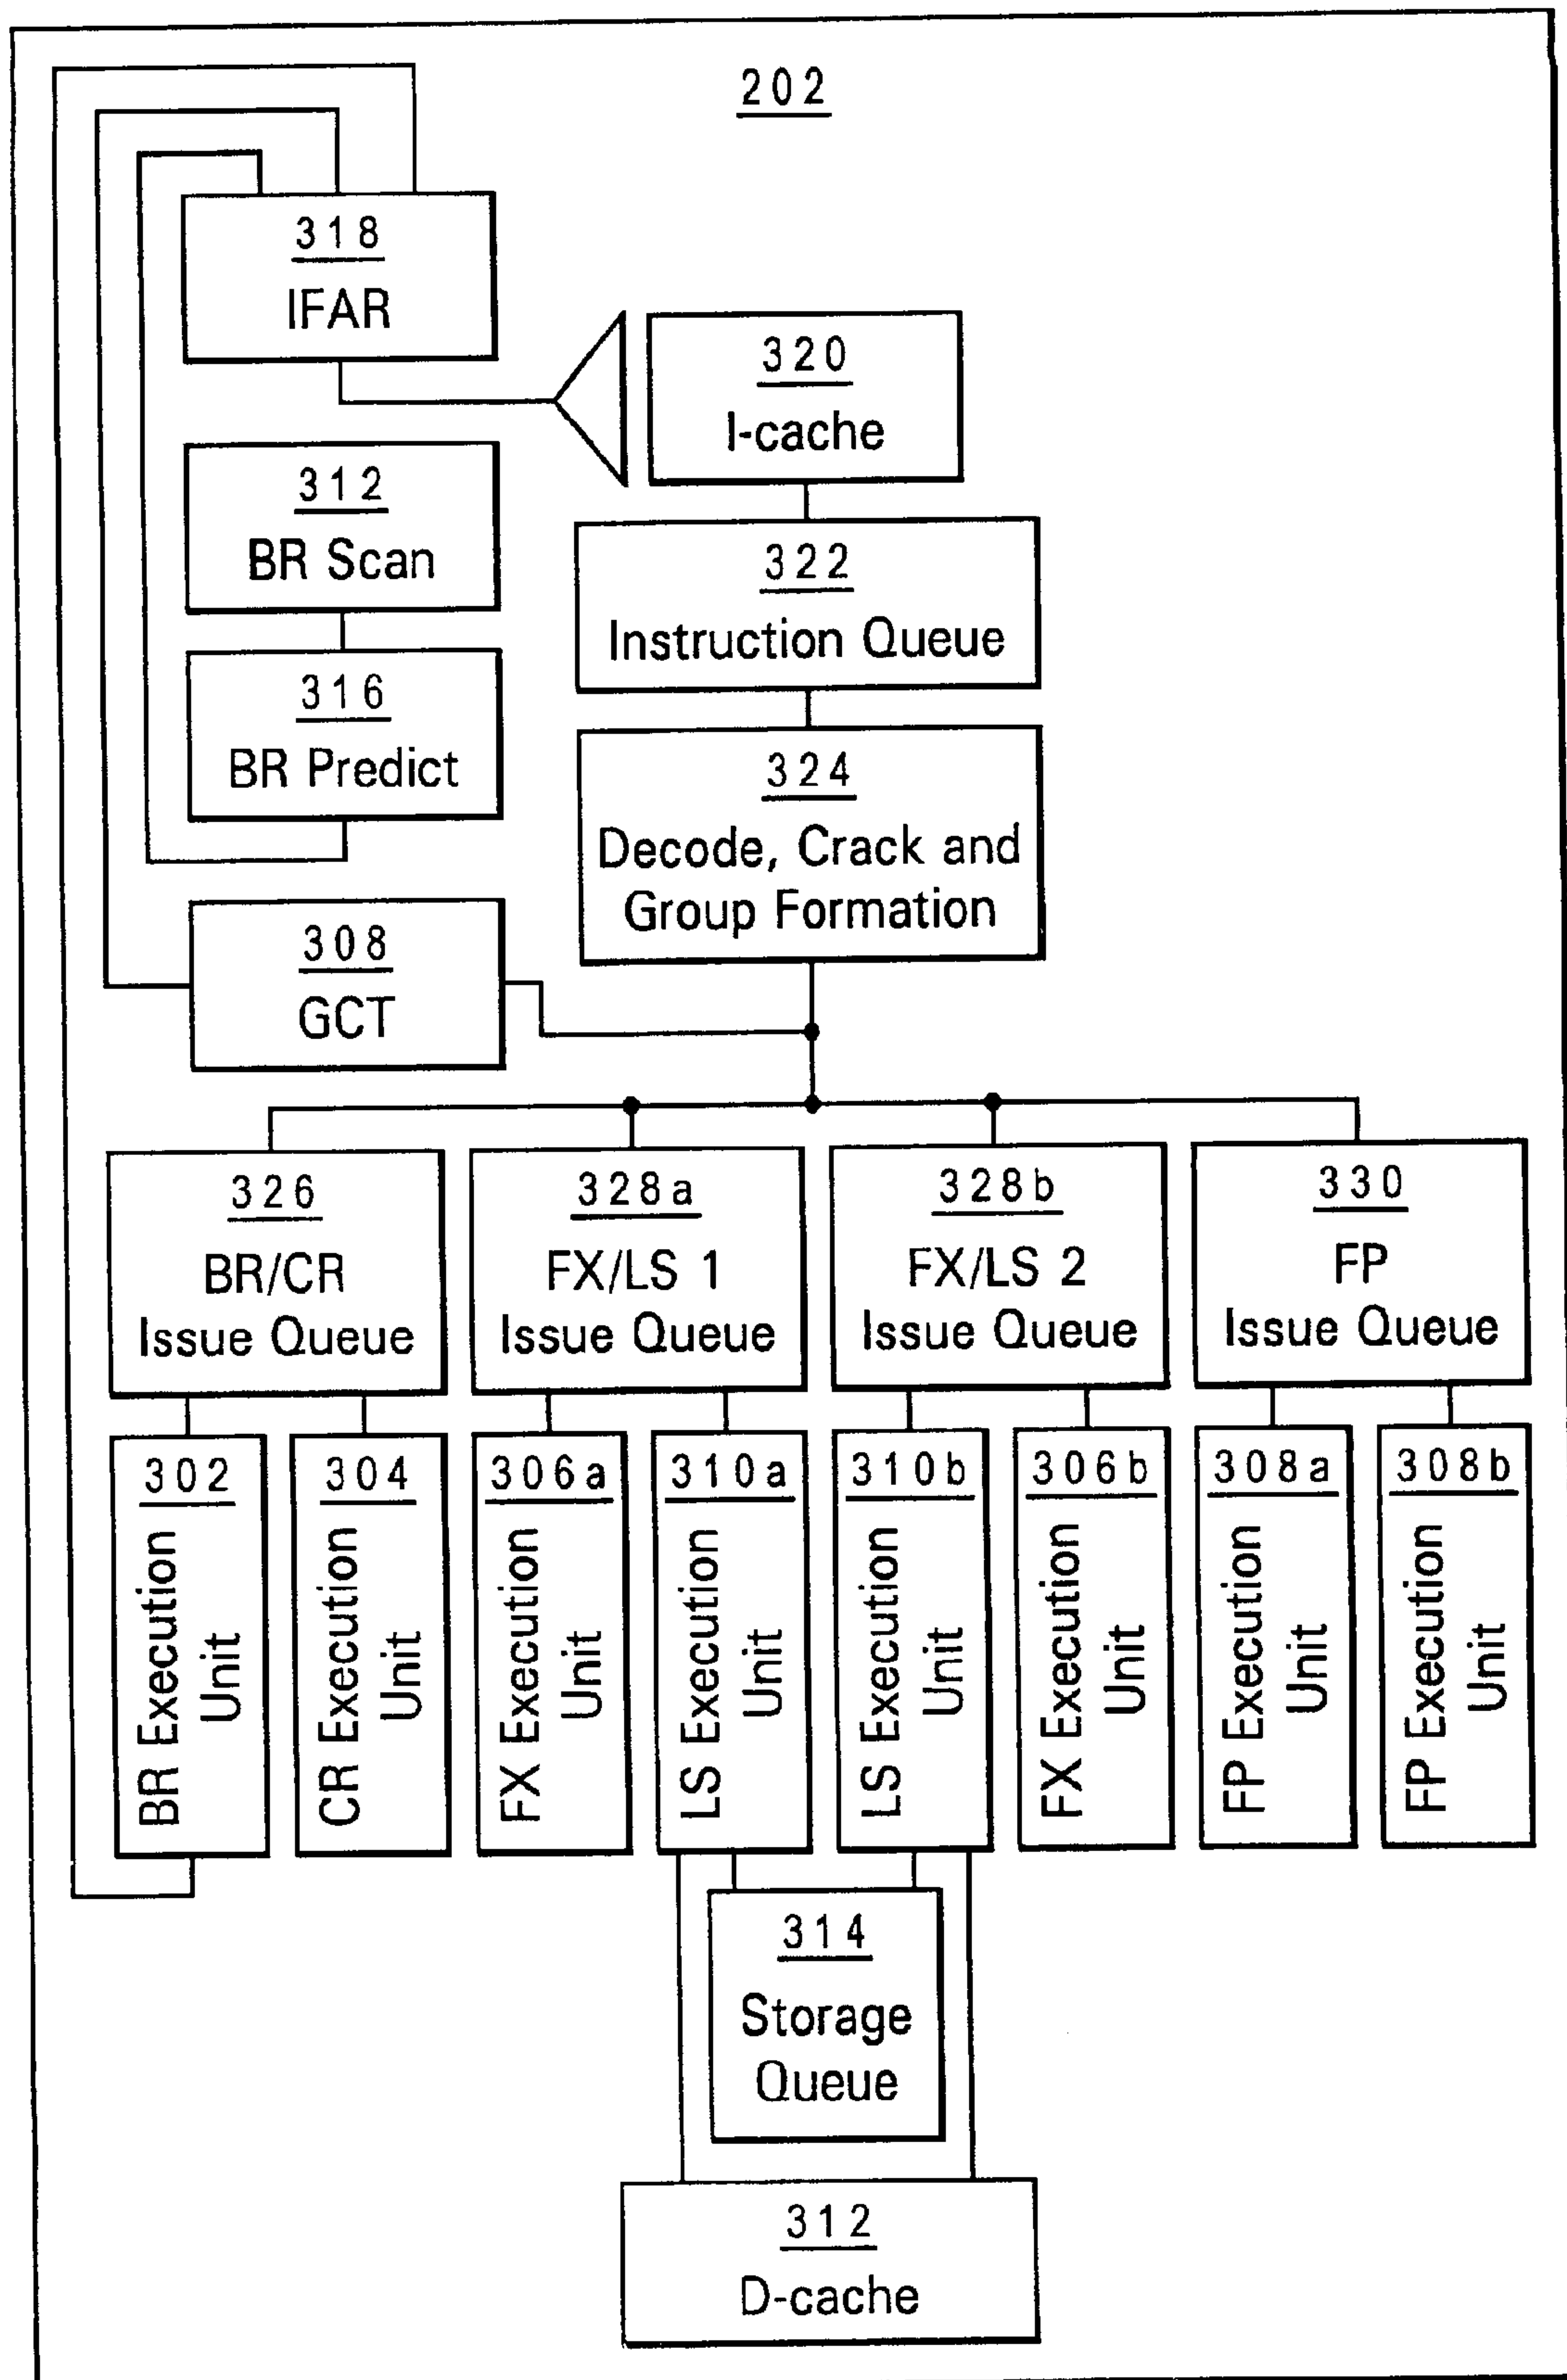 202
318
IFAR
320
I-cache
312
BR Scan
322
Instruction Queue
316
BR Predict
324
Decode, Crack and
Group Formation
308
GCT
326
BR/CR
Issue Queue
328a
FX/LS 1
Issue Queue
328b
FX/LS 2
Issue Queue
330
FP
Issue Queue
302
BR Execution
Unit
304
CR Execution
Unit
306a
FX Execution
Unit
310a
LS Execution
Unit
310b
LS Execution
Unit
306b
FX Execution
Unit
308a
FP Execution
Unit
308b
FP Execution
Unit
314
Storage
Queue
312
D-cache